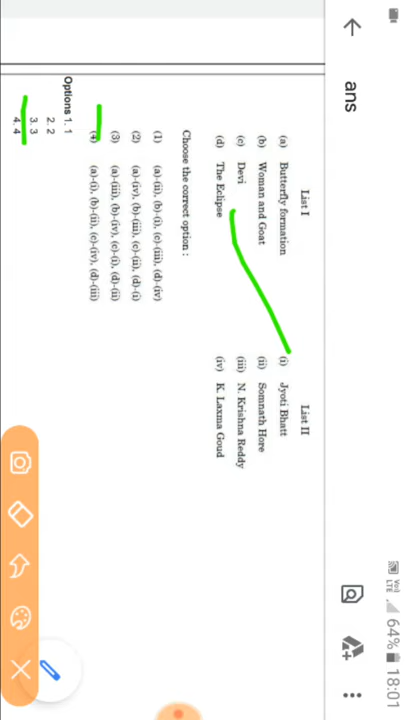 64% 18:01
Vo)
LTE
ans
List I List II
(a) Butterfly formation (i) Jyoti Bhatt
(b) Woman and Goat (ii) Somnath Hore
(c) Devi (iii) N. Krishna Reddy
(d) The Eclipse (iv) K. Laxma Goud
Choose the correct option :
(1) (a)-(ii), (b)-(i), (c)-(iii), (d)-(iv)
(2) (a)-(iv), (b)-(iii), (c)-(ii), (d)-(i)
(3) (a)-(iii), (b)-(iv), (c)-(i), (d)-(ii)
(4) (a)-(i), (b)-(ii), (c)-(iv), (d)-(iii)
Options 1. 1
2. 2
3. 3
4. 4